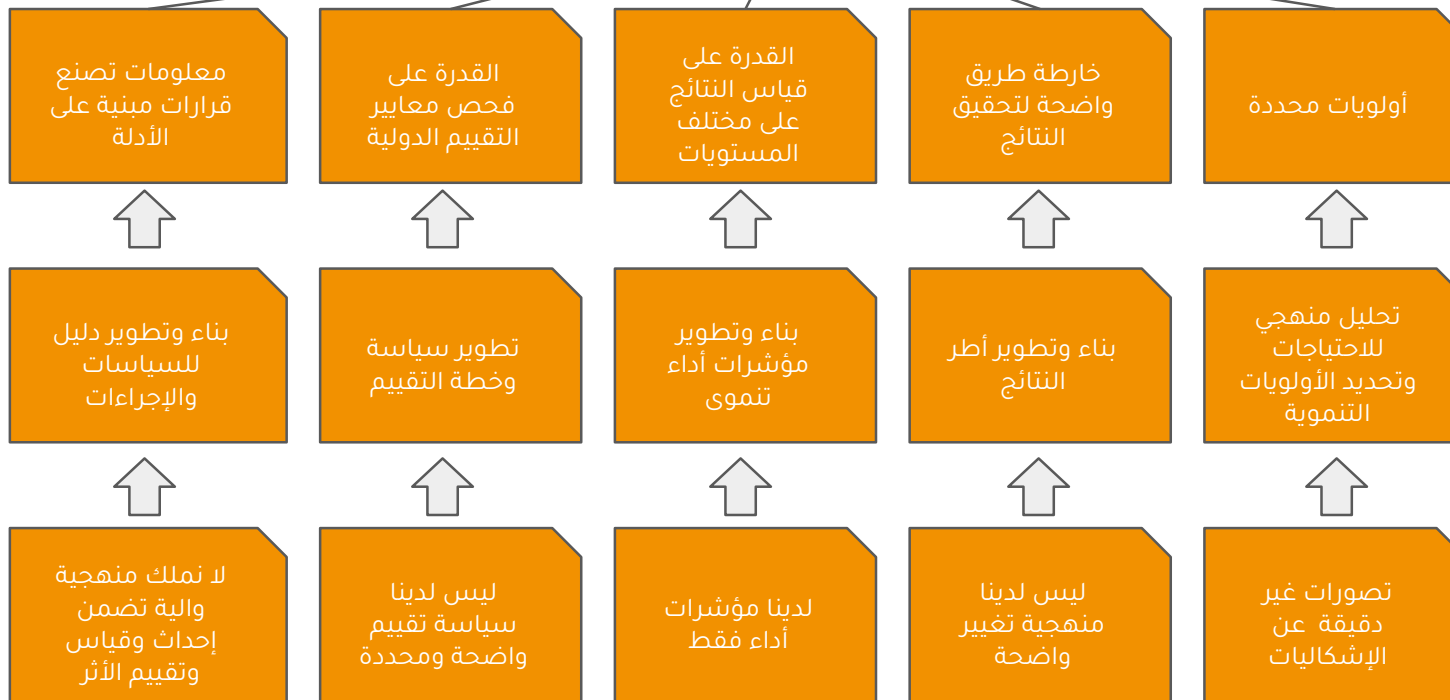 أولويات محددة
خارطة طريق
واضحة لتحقيق
النتائج
القدرة على
قياس النتائج
على مختلف
المستويات
القدرة على
فحص معايير
التقييم الدولية
معلومات تصنع
قرارات مبنية على
الأدلة
تحليل منهجي
للاحتياجات
وتحديد الأولويات
التنموية
بناء وتطوير أطر
النتائج
بناء وتطوير
مؤشرات أداء
تنموى
تطوير سياسة
وخطة التقييم
بناء وتطوير دليل
للسياسات
والإجراءات
تصورات غير
دقيقة عن
الإشكاليات
ليس لدينا
منهجية تغيير
واضحة
لدينا مؤشرات
أداء فقط
ليس لدينا
سياسة تقييم
واضحة ومحددة
لا نملك منهجية
والية تضمن
إحداث وقياس
وتقييم الأثر